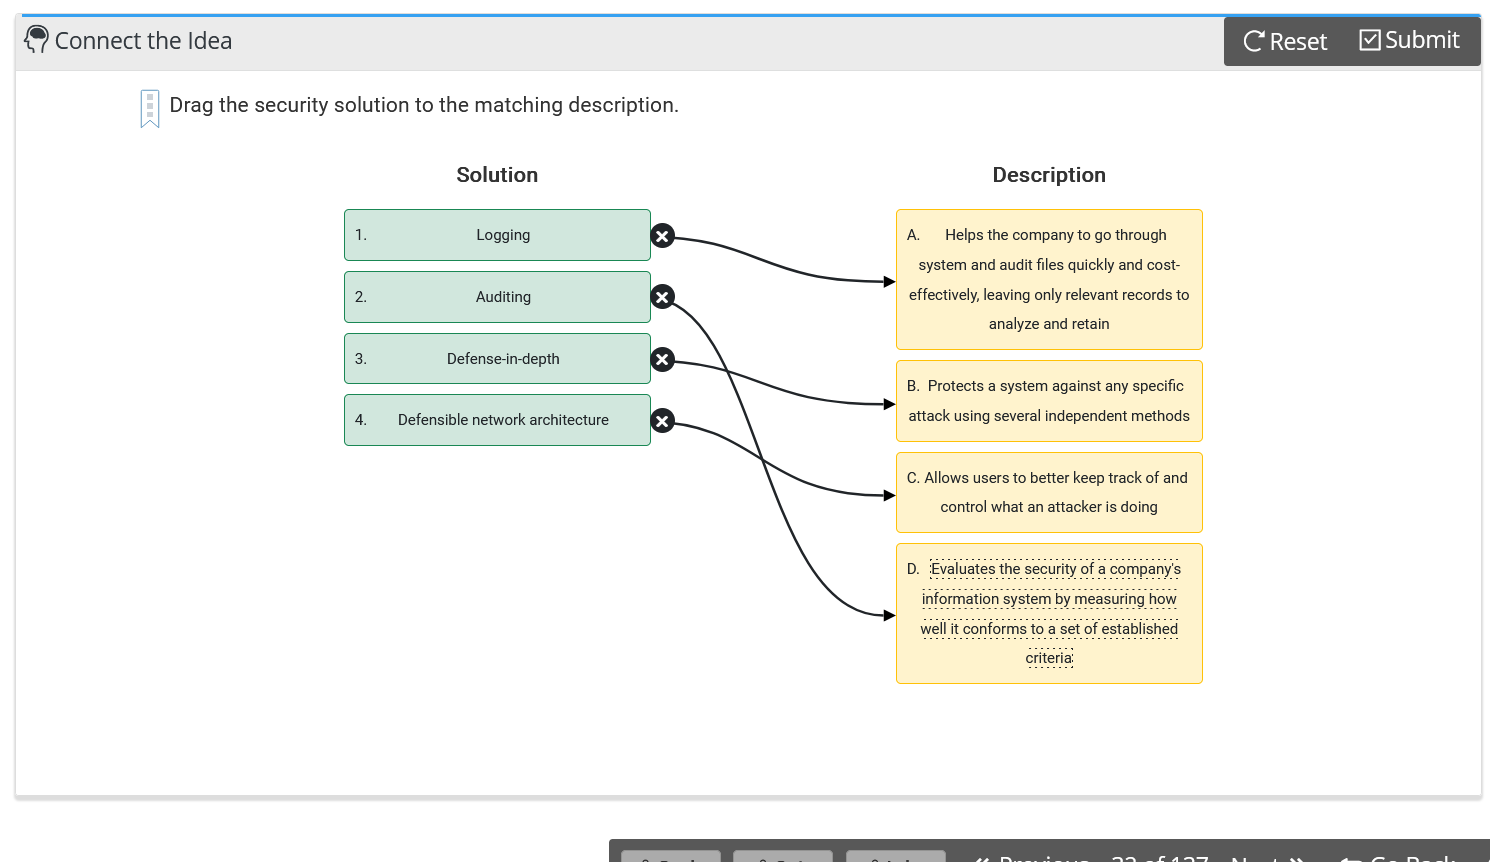 Connect the Idea
Reset
Submit
Drag the security solution to the matching description.
Solution
Description
1. Logging
2. Auditing
3. Defense-in-depth
4. Defensible network architecture
A. Helps the company to go through
system and audit files quickly and cost-
effectively, leaving only relevant records to
analyze and retain
B. Protects a system against any specific
attack using several independent methods
C. Allows users to better keep track of and
control what an attacker is doing
D. Evaluates the security of a company's
information system by measuring how
well it conforms to a set of established
criteria
Previous 22 of 137 Next Go Back